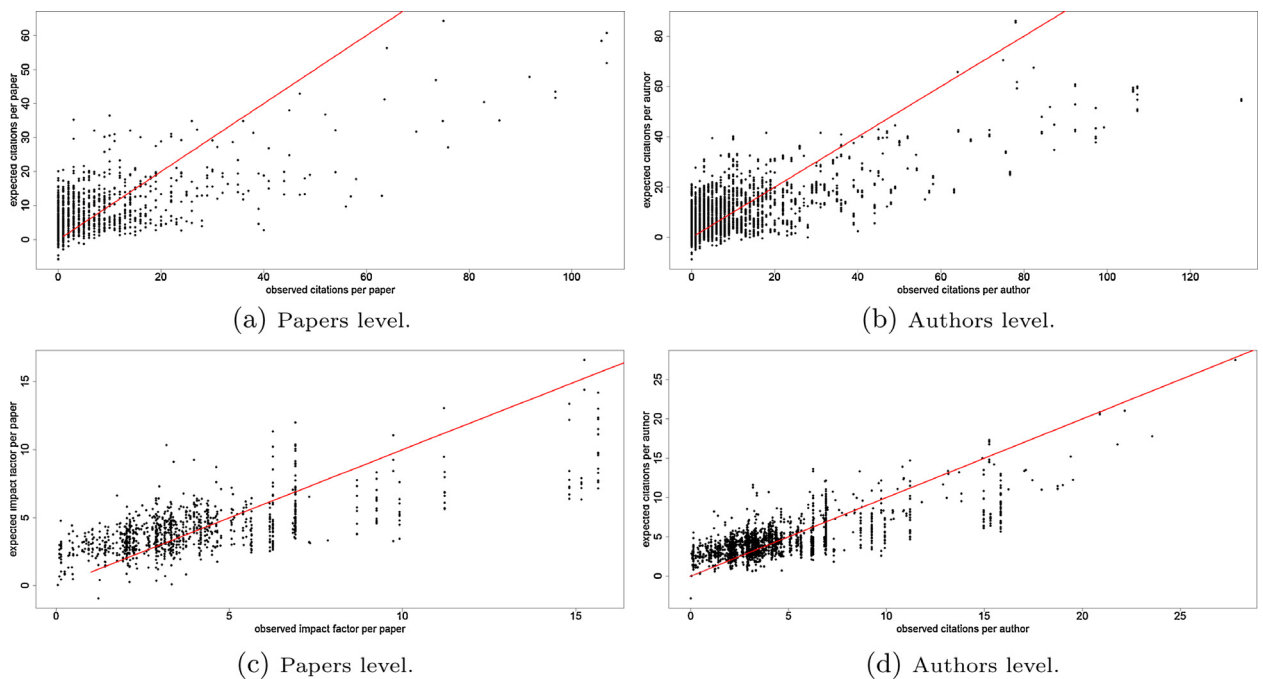 expected citations per paper
0 10 20 30 40 50 60
0 20 40 60 80 100
observed citations per paper
(a) Papers level.
expected citations per author
0 20 40 60 80
0 20 40 60 80 100 120
observed citations per author
(b) Authors level.
expected impact factor per paper
0 5 10 15
0 5 10 15
observed impact factor per paper
(c) Papers level.
expected citations per author
0 5 10 15 20 25
0 5 10 15 20 25
observed citations per author
(d) Authors level.